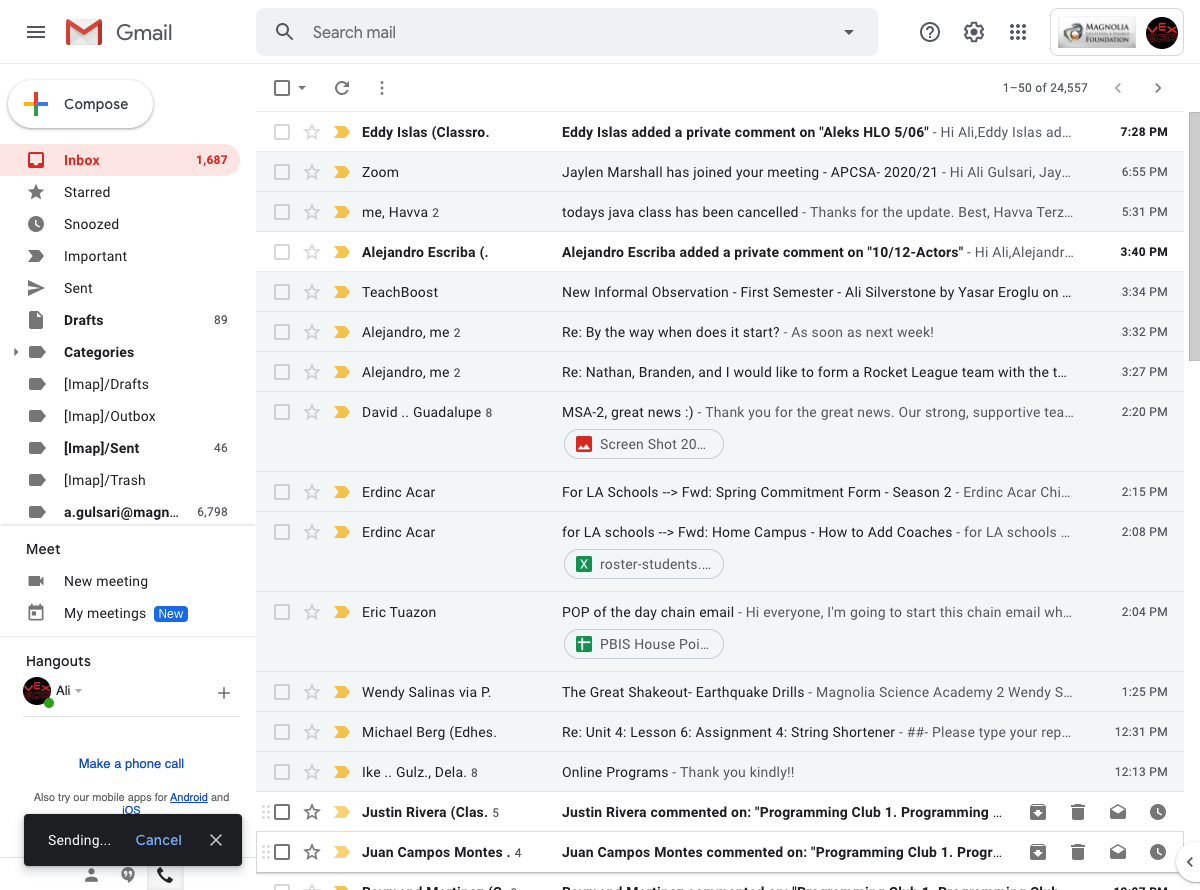 Gmail
Search mail
MAGNOLIA
FOUNDATION
Compose
1–50 of 24,557
Inbox 1,687
Starred
Snoozed
Important
Sent
Drafts 89
Categories
[Imap]/Drafts
[Imap]/Outbox
[Imap]/Sent 46
[Imap]/Trash
a.gulsari@magn... 6,798
Meet
New meeting
My meetings New
Hangouts
Ali
Make a phone call
Also try our mobile apps for Android and
iOS
Sending... Cancel
Eddy Islas (Classro. Eddy Islas added a private comment on "Aleks HLO 5/06" - Hi Ali,Eddy Islas ad… 7:28 PM
Zoom Jaylen Marshall has joined your meeting - APCSA- 2020/21 - Hi Ali Gulsari, Jay… 6:55 PM
me, Havva 2 todays java class has been cancelled - Thanks for the update. Best, Havva Terz… 5:31 PM
Alejandro Escriba (. Alejandro Escriba added a private comment on "10/12-Actors" - Hi Ali,Alejandr… 3:40 PM
TeachBoost New Informal Observation - First Semester - Ali Silverstone by Yasar Eroglu on … 3:34 PM
Alejandro, me 2 Re: By the way when does it start? - As soon as next week! 3:32 PM
Alejandro, me 2 Re: Nathan, Branden, and I would like to form a Rocket League team with the t… 3:27 PM
David .. Guadalupe 8 MSA-2, great news :) - Thank you for the great news. Our strong, supportive tea… 2:20 PM
Screen Shot 20…
Erdinc Acar For LA Schools --> Fwd: Spring Commitment Form - Season 2 - Erdinc Acar Chi… 2:15 PM
Erdinc Acar for LA schools --> Fwd: Home Campus - How to Add Coaches - for LA schools … 2:08 PM
X roster-students.…
Eric Tuazon POP of the day chain email - Hi everyone, I'm going to start this chain email wh… 2:04 PM
PBIS House Poi…
Wendy Salinas via P. The Great Shakeout- Earthquake Drills - Magnolia Science Academy 2 Wendy S… 1:25 PM
Michael Berg (Edhes. Re: Unit 4: Lesson 6: Assignment 4: String Shortener - ##- Please type your rep… 12:31 PM
Ike .. Gulz., Dela. 8 Online Programs - Thank you kindly!! 12:13 PM
Justin Rivera (Clas. 5 Justin Rivera commented on: "Programming Club 1. Programming …
Juan Campos Montes . 4 Juan Campos Montes commented on: "Programming Club 1. Progr…